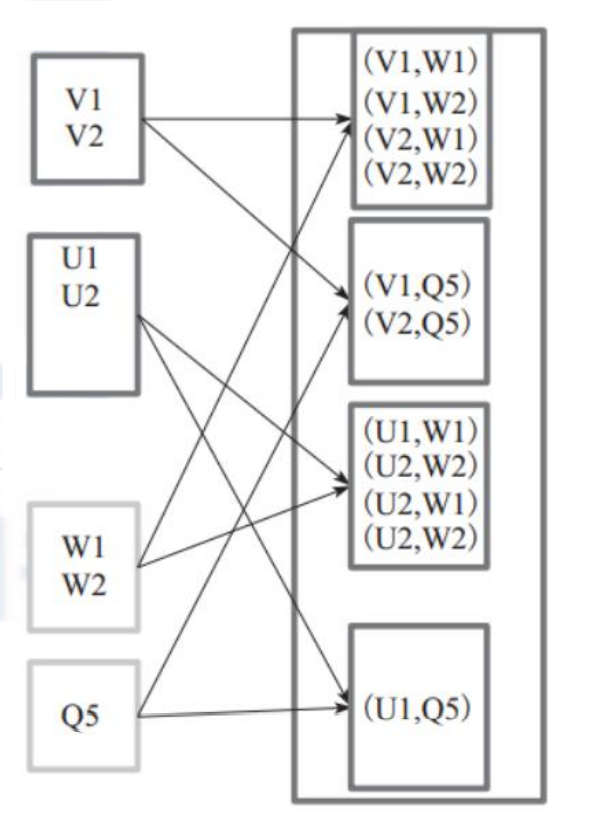 V1
V2
U1
U2
W1
W2
Q5
(V1,W1)
(V1,W2)
(V2,W1)
(V2,W2)
(V1,Q5)
(V2,Q5)
(U1,W1)
(U2,W2)
(U2,W1)
(U2,W2)
(U1,Q5)